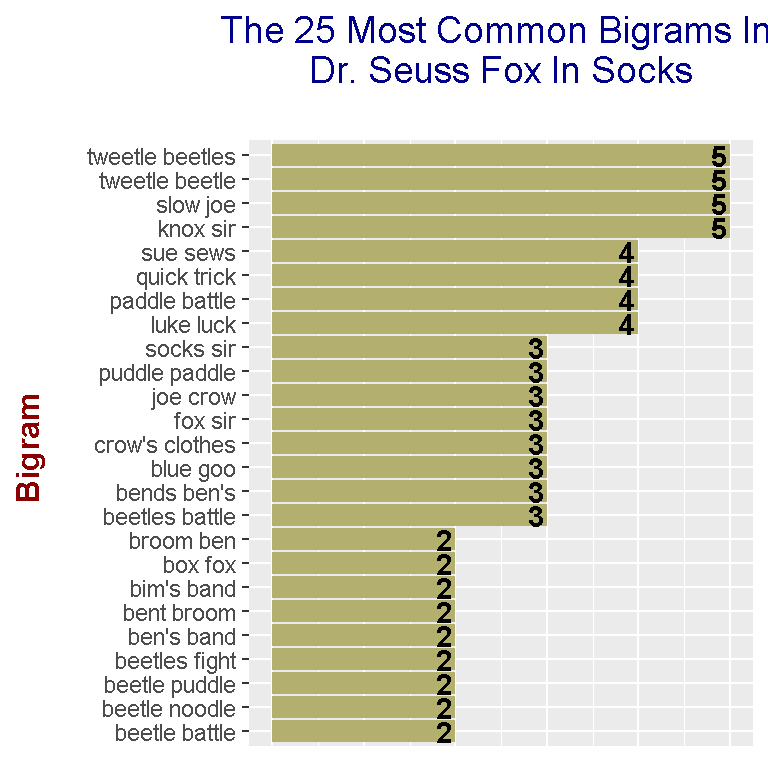 The 25 Most Common Bigrams In
Dr. Seuss Fox In Socks
Bigram
tweetle beetles 5
tweetle beetle 5
slow joe 5
knox sir 5
sue sews 4
quick trick 4
paddle battle 4
luke luck 4
socks sir 3
puddle paddle 3
joe crow 3
fox sir 3
crow's clothes 3
blue goo 3
bends ben's 3
beetles battle 3
broom ben 2
box fox 2
bim's band 2
bent broom 2
ben's band 2
beetles fight 2
beetle puddle 2
beetle noodle 2
beetle battle 2